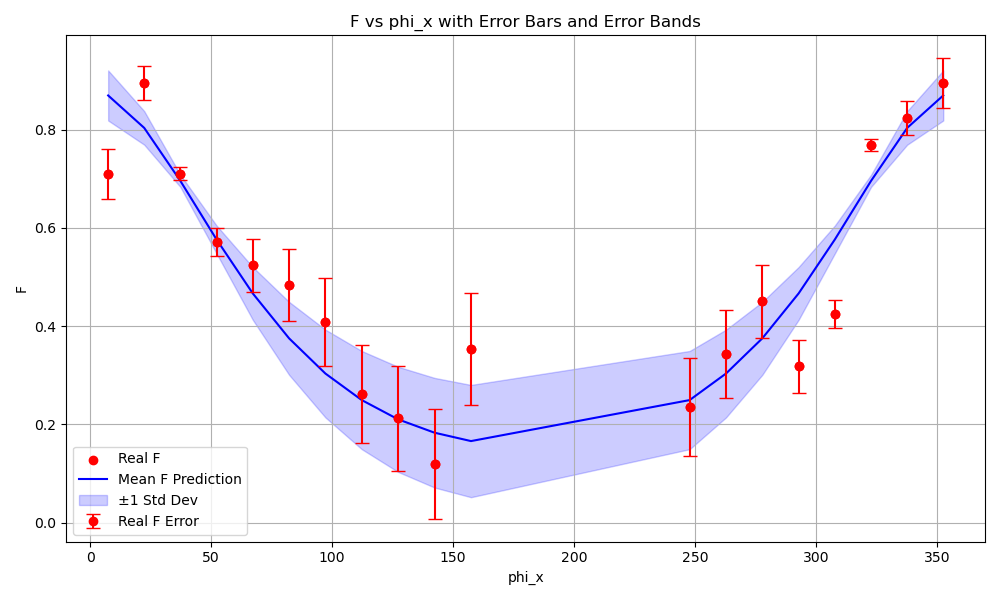 F vs phi_x with Error Bars and Error Bands
F
0.8
0.6
0.4
0.2
0.0
Real F
Mean F Prediction
±1 Std Dev
Real F Error
0 50 100 150 200 250 300 350
phi_x